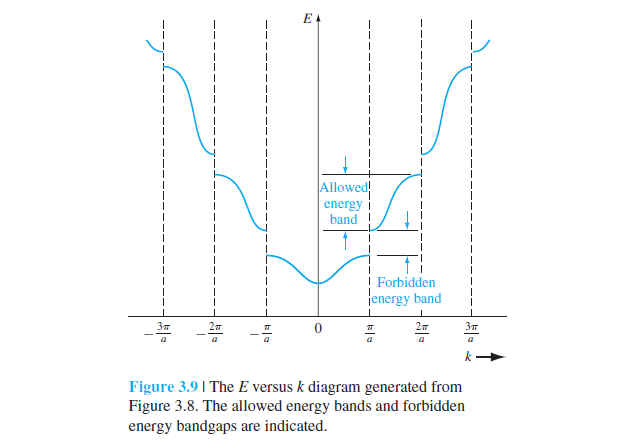 E
Allowed
energy
band
Forbidden
energy band
−3π/a −2π/a −π/a 0 π/a 2π/a 3π/a
k
Figure 3.9 | The E versus k diagram generated from
Figure 3.8. The allowed energy bands and forbidden
energy bandgaps are indicated.